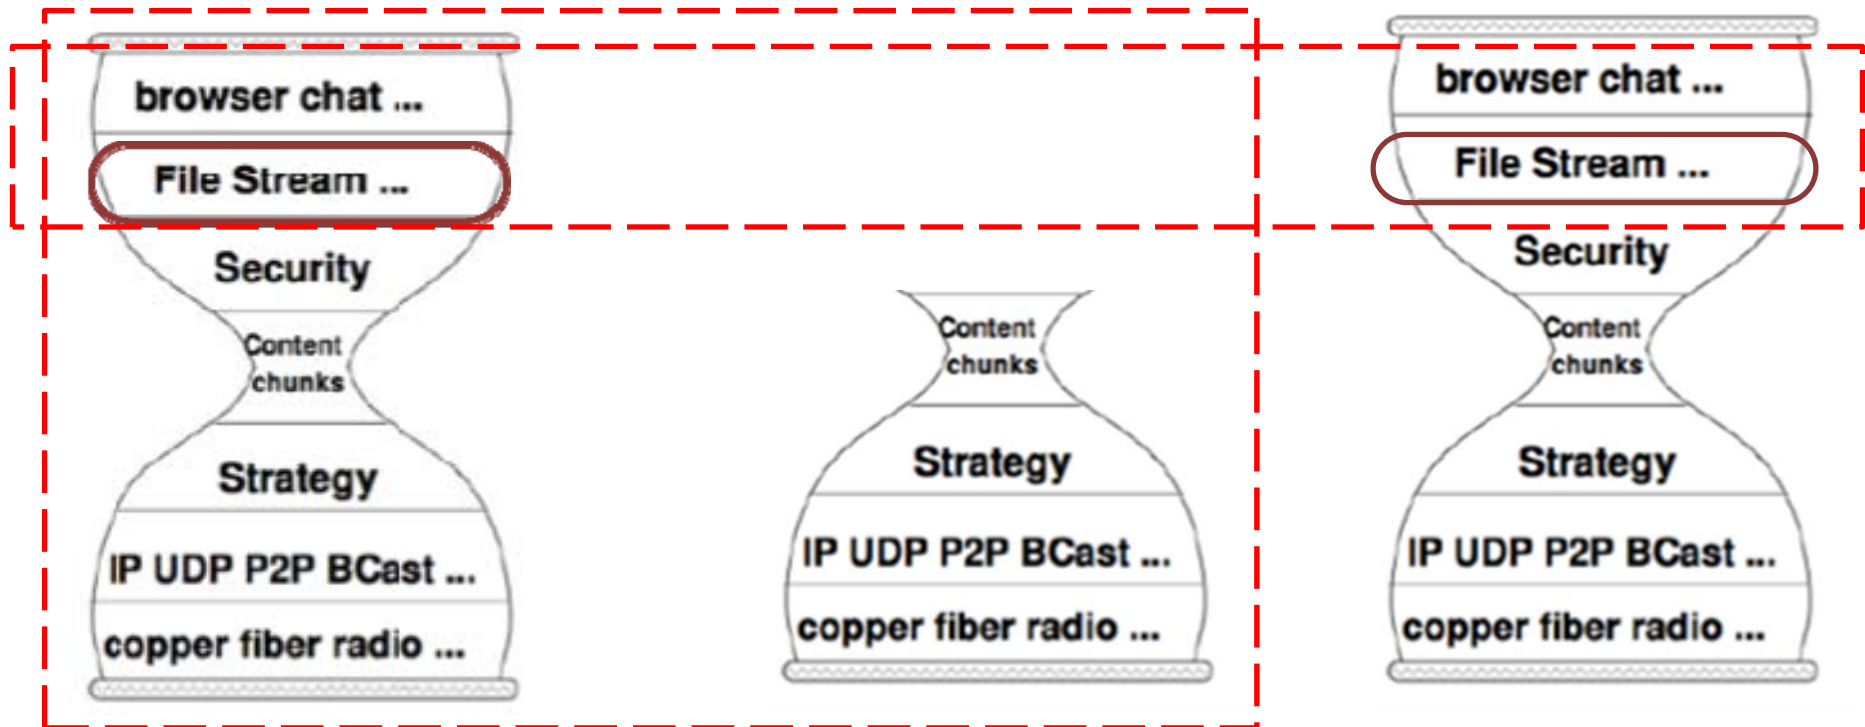 browser chat ...
File Stream ...
Security
Content
chunks
Strategy
IP UDP P2P BCast ...
copper fiber radio ...
Content
chunks
Strategy
IP UDP P2P BCast ...
copper fiber radio ...
browser chat ...
File Stream ...
Security
Content
chunks
Strategy
IP UDP P2P BCast ...
copper fiber radio ...